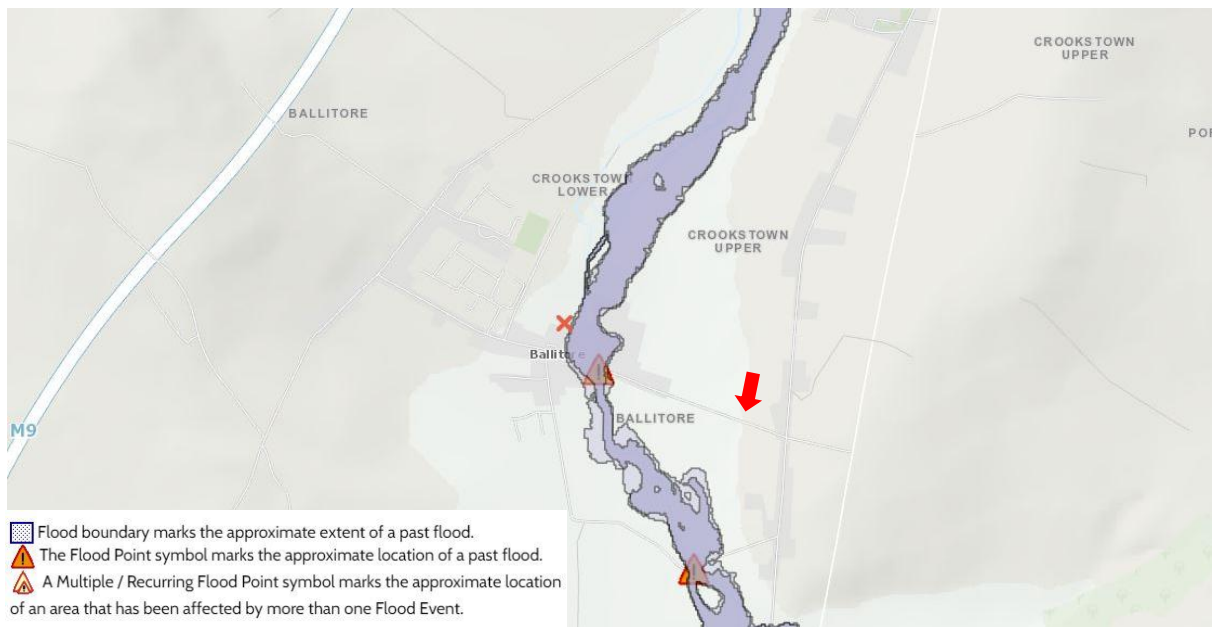 CROOKSTOWN
UPPER
BALLITORE
CROOKSTOWN
LOWER
CROOKSTOWN
UPPER
Ballitore
BALLITORE
M9
Flood boundary marks the approximate extent of a past flood.
The Flood Point symbol marks the approximate location of a past flood.
A Multiple / Recurring Flood Point symbol marks the approximate location
of an area that has been affected by more than one Flood Event.